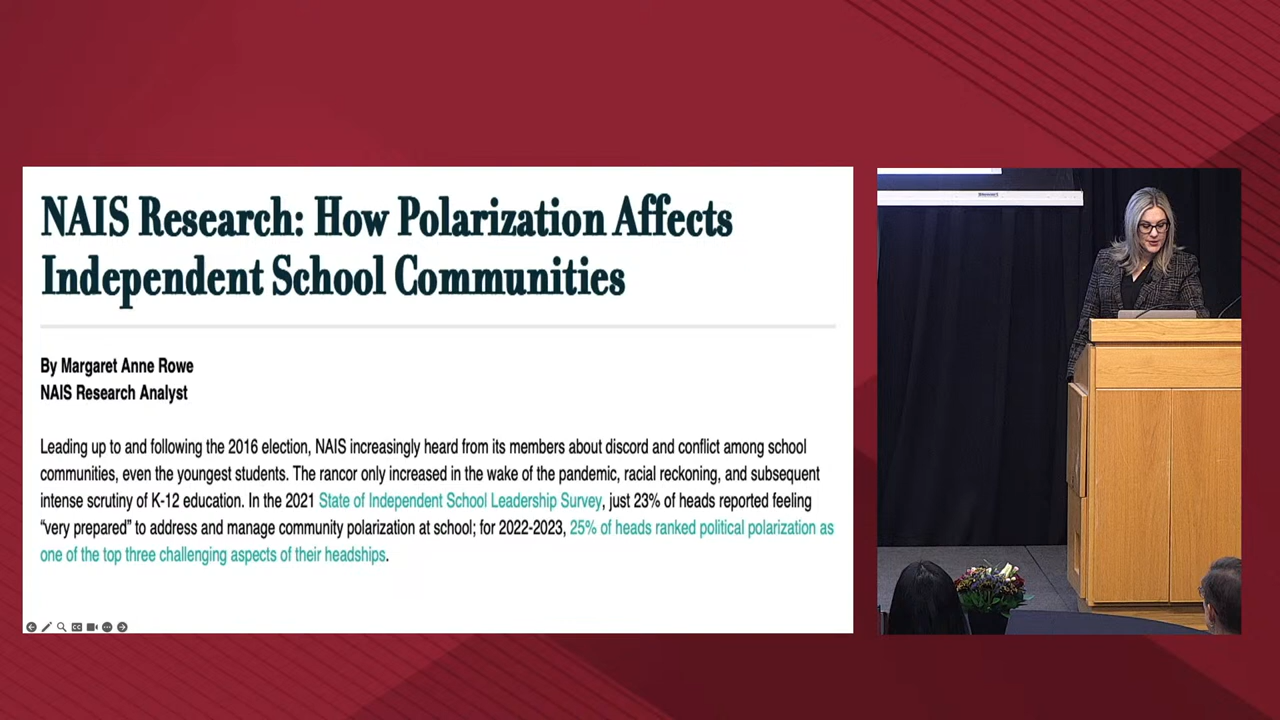 NAIS Research: How Polarization Affects
Independent School Communities
By Margaret Anne Rowe
NAIS Research Analyst
Leading up to and following the 2016 election, NAIS increasingly heard from its members about discord and conflict among school
communities, even the youngest students. The rancor only increased in the wake of the pandemic, racial reckoning, and subsequent
intense scrutiny of K-12 education. In the 2021 State of Independent School Leadership Survey, just 23% of heads reported feeling
“very prepared” to address and manage community polarization at school; for 2022-2023, 25% of heads ranked political polarization as
one of the top three challenging aspects of their headships.